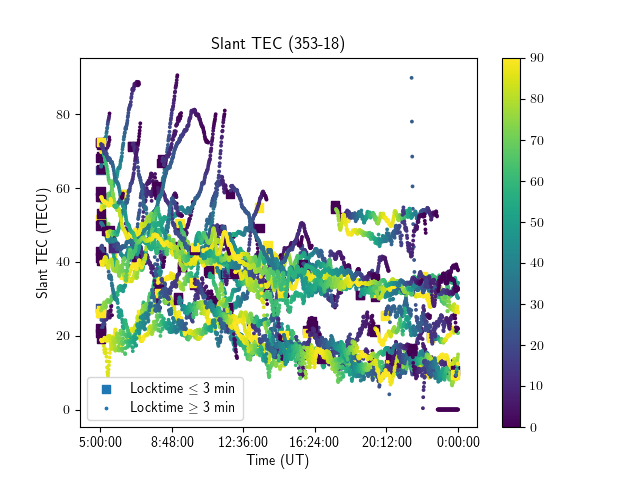 Slant TEC (353-18)
Slant TEC (TECU)
80
60
40
20
0
Locktime ≤ 3 min
Locktime ≥ 3 min
5:00:00 8:48:00 12:36:00 16:24:00 20:12:00 0:00:00
Time (UT)
90
80
70
60
50
40
30
20
10
0